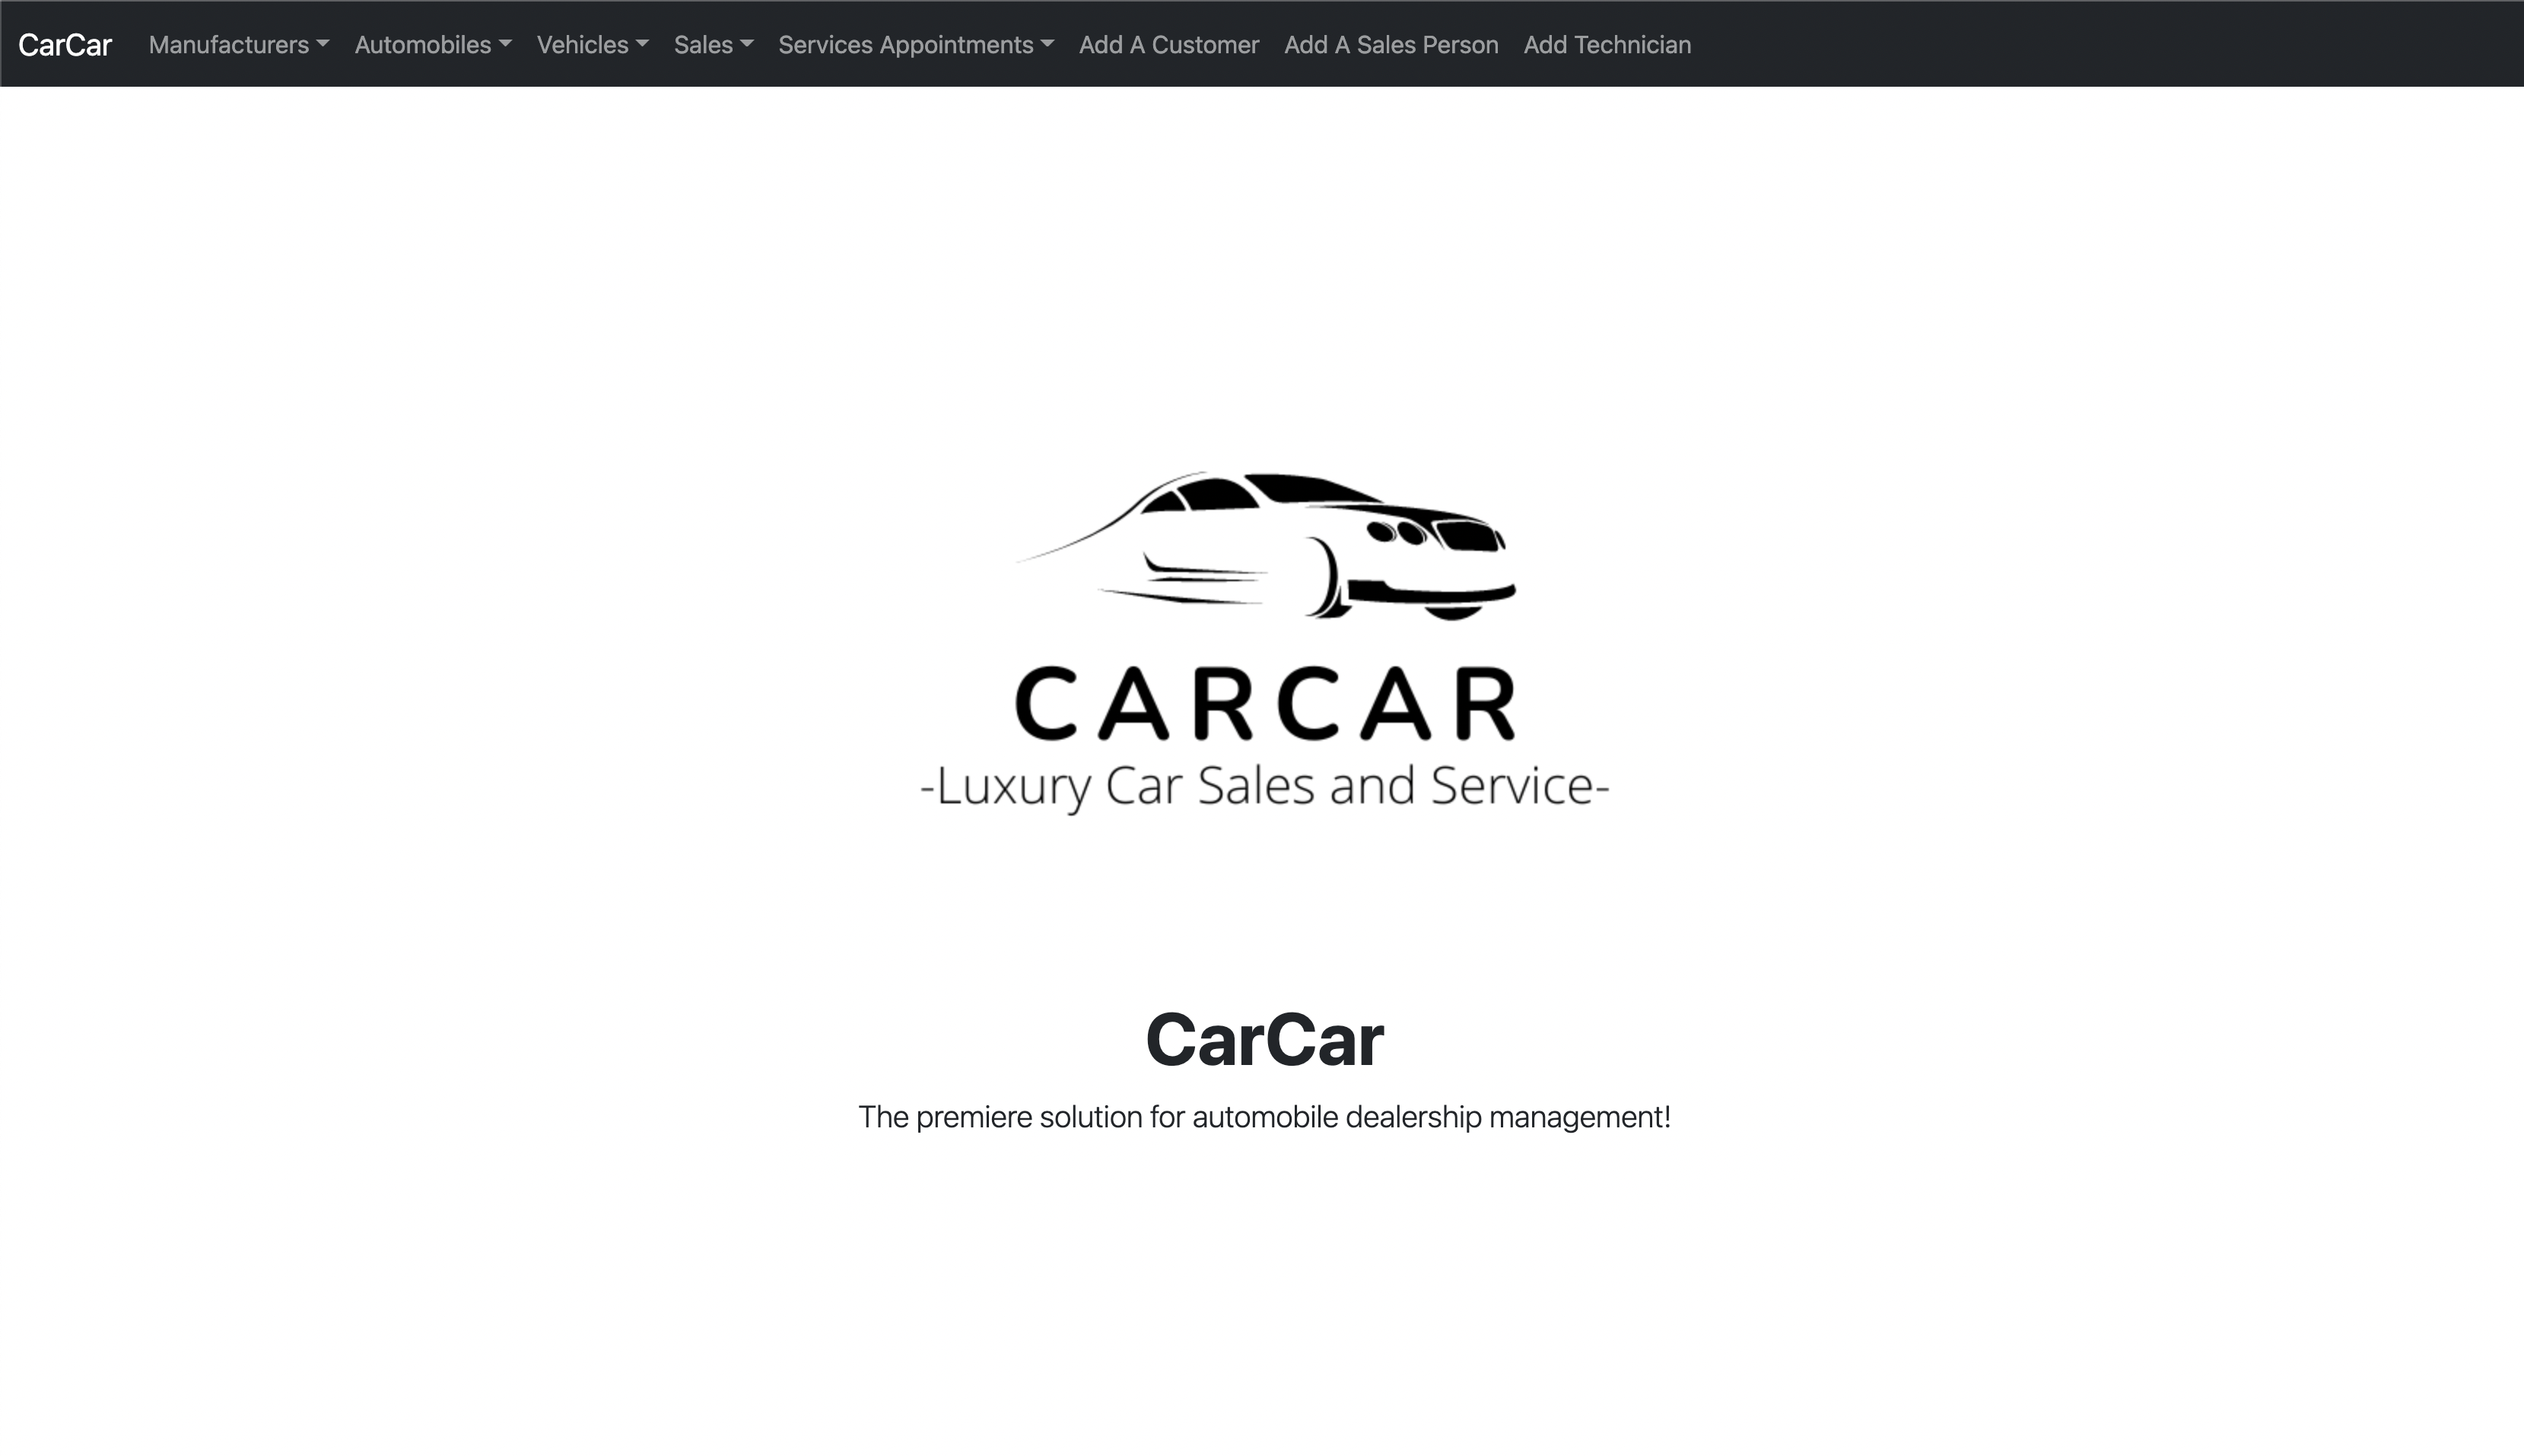 CarCar Manufacturers Automobiles Vehicles Sales Services Appointments Add A Customer Add A Sales Person Add Technician
CARCAR
-Luxury Car Sales and Service-
CarCar
The premiere solution for automobile dealership management!